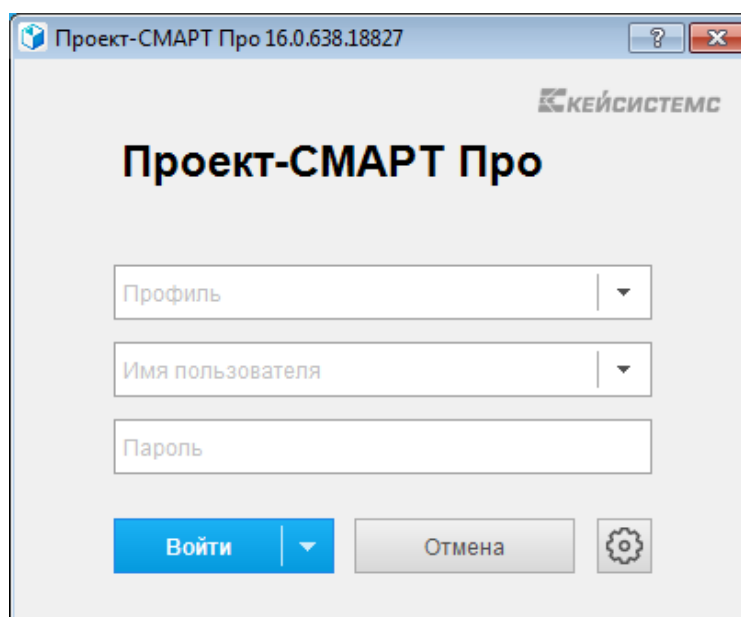 Проект-СМАРТ Про 16.0.638.18827
КЕЙСИСТЕМС
Проект-СМАРТ Про
Профиль
Имя пользователя
Пароль
Войти
Отмена